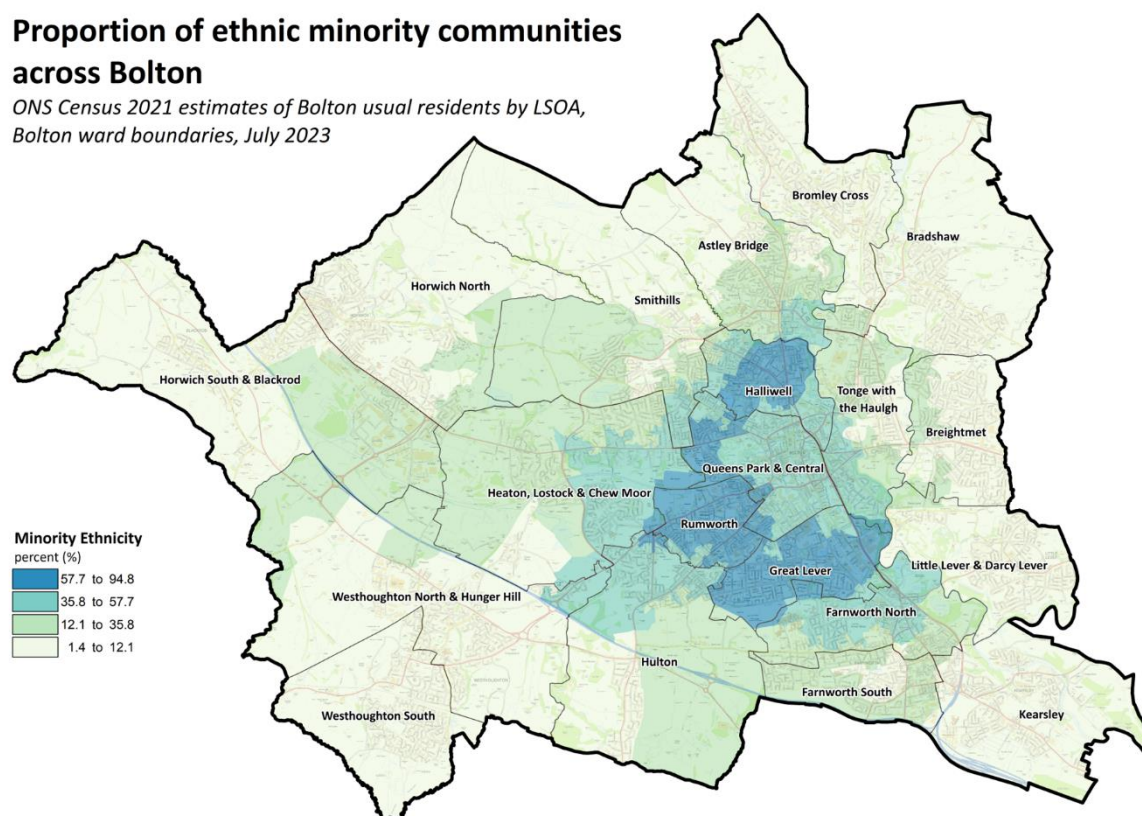 Proportion of ethnic minority communities
across Bolton
ONS Census 2021 estimates of Bolton usual residents by LSOA,
Bolton ward boundaries, July 2023
Bromley Cross
Bradshaw
Astley Bridge
Horwich North
Smithills
Horwich South & Blackrod
Halliwell
Tonge with
the Haulgh
Breightmet
Queens Park & Central
Heaton, Lostock & Chew Moor
Rumworth
Great Lever
Little Lever & Darcy Lever
Westhoughton North & Hunger Hill
Farnworth North
Hulton
Farnworth South
Westhoughton South
Kearsley
Minority Ethnicity
percent (%)
57.7 to 94.8
35.8 to 57.7
12.1 to 35.8
1.4 to 12.1